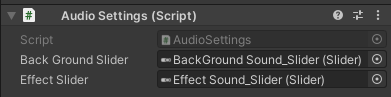 Audio Settings (Script)
Script AudioSettings
Back Ground Slider BackGround Sound_Slider (Slider)
Effect Slider Effect Sound_Slider (Slider)